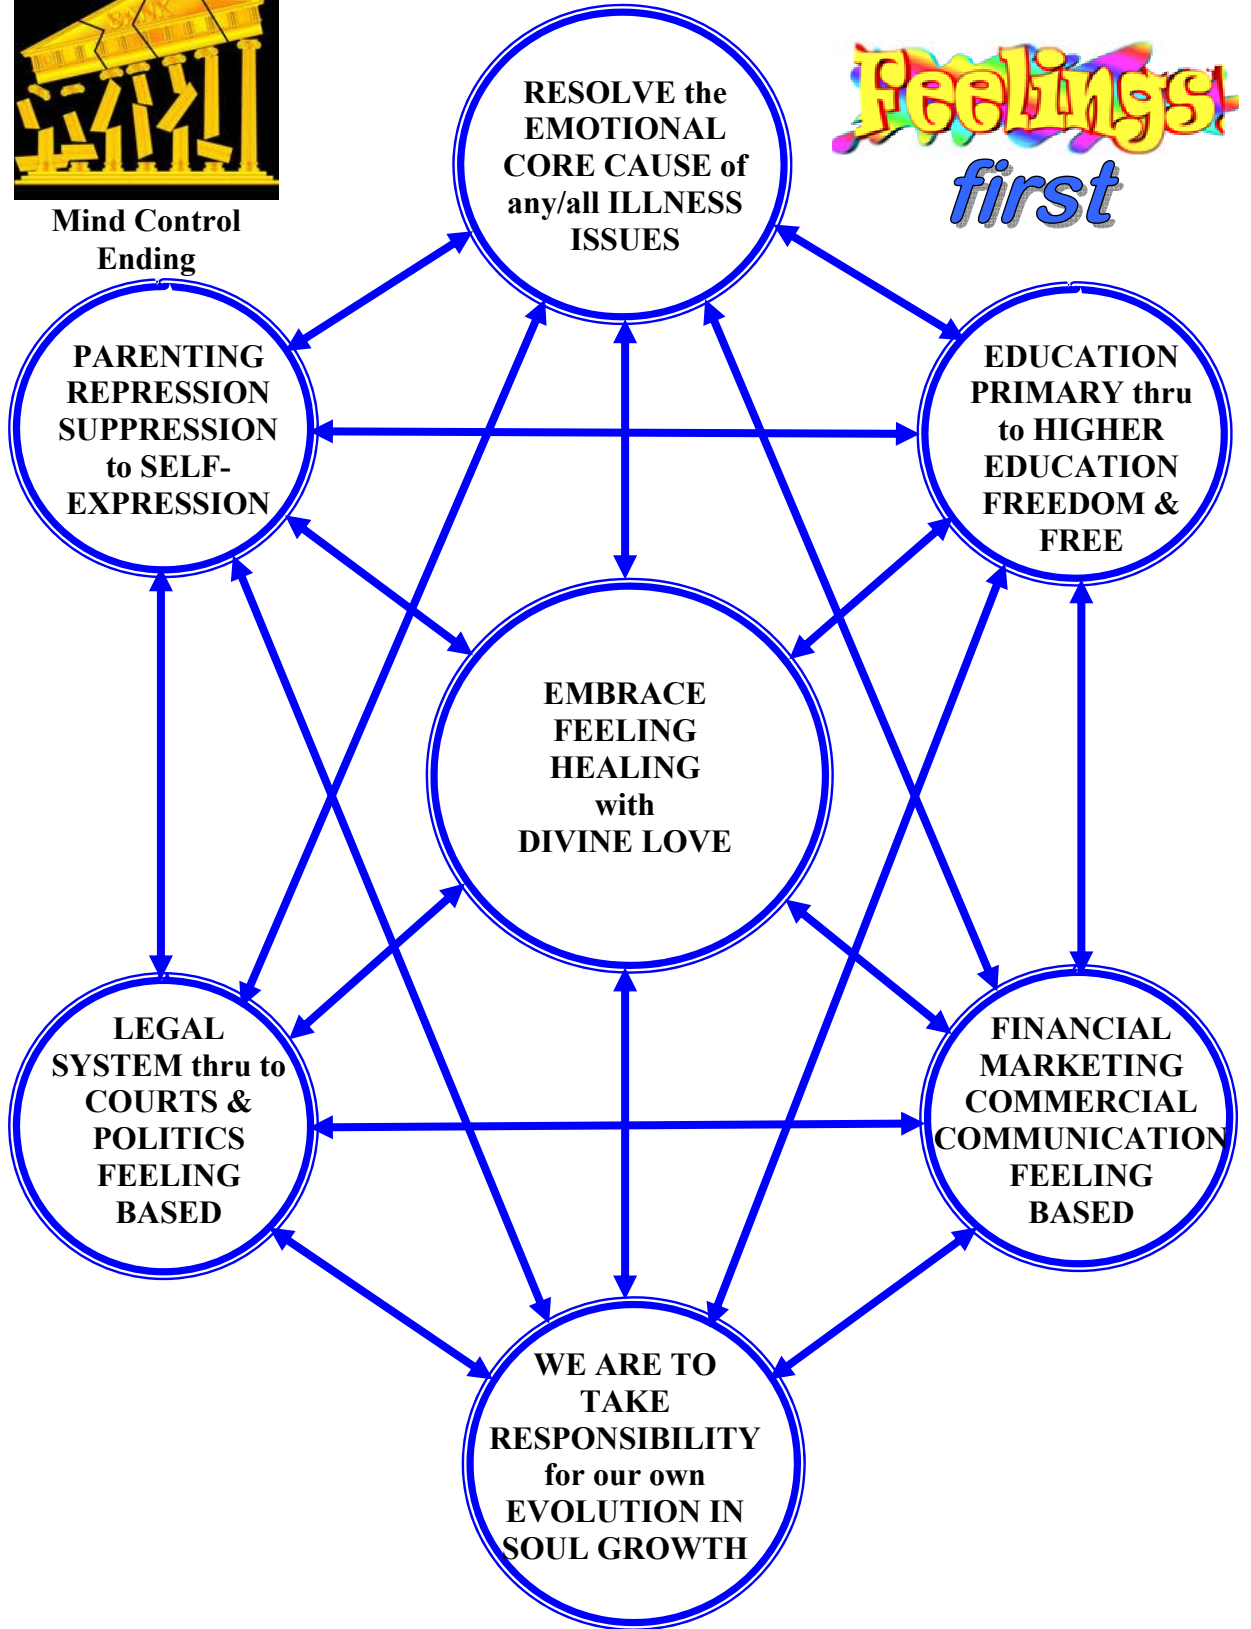 BANK
Feelings
first
Mind Control
Ending
RESOLVE the
EMOTIONAL
CORE CAUSE of
any/all ILLNESS
ISSUES
PARENTING
REPRESSION
SUPPRESSION
to SELF-
EXPRESSION
EDUCATION
PRIMARY thru
to HIGHER
EDUCATION
FREEDOM &
FREE
EMBRACE
FEELING
HEALING
with
DIVINE LOVE
LEGAL
SYSTEM thru to
COURTS &
POLITICS
FEELING
BASED
FINANCIAL
MARKETING
COMMERCIAL
COMMUNICATION
FEELING
BASED
WE ARE TO
TAKE
RESPONSIBILITY
for our own
EVOLUTION IN
SOUL GROWTH